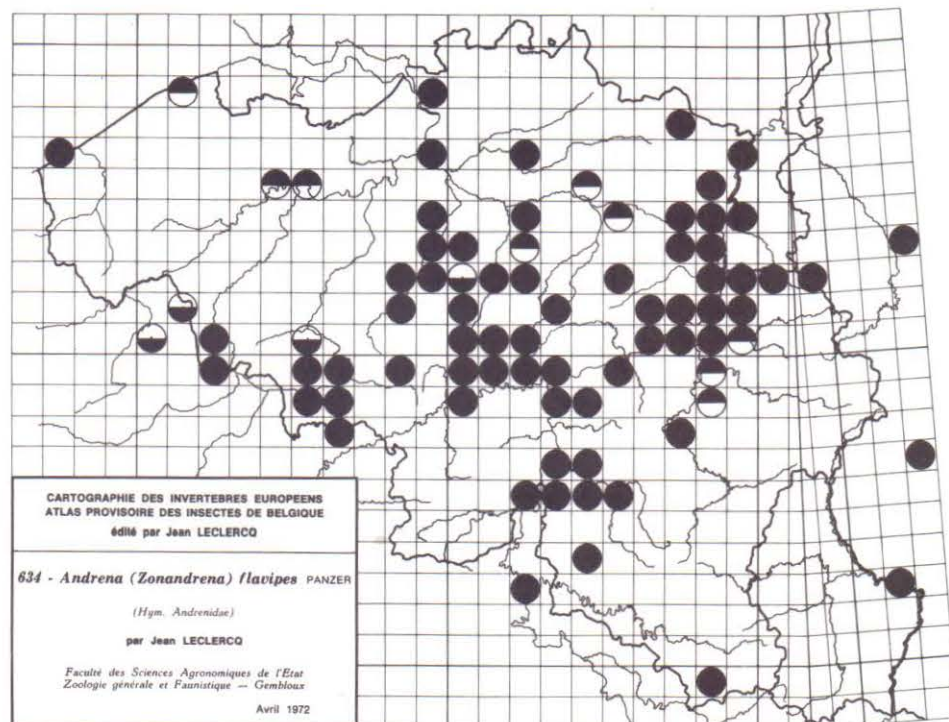 CARTOGRAPHIE DES INVERTEBRES EUROPEENS
ATLAS PROVISOIRE DES INSECTES DE BELGIQUE
édité par Jean LECLERCQ
634 - Andrena (Zonandrena) flavipes PANZER
(Hym. Andrenidae)
par Jean LECLERCQ
Faculté des Sciences Agronomiques de l'Etat
Zoologie générale et Faunistique — Gembloux
Avril 1972